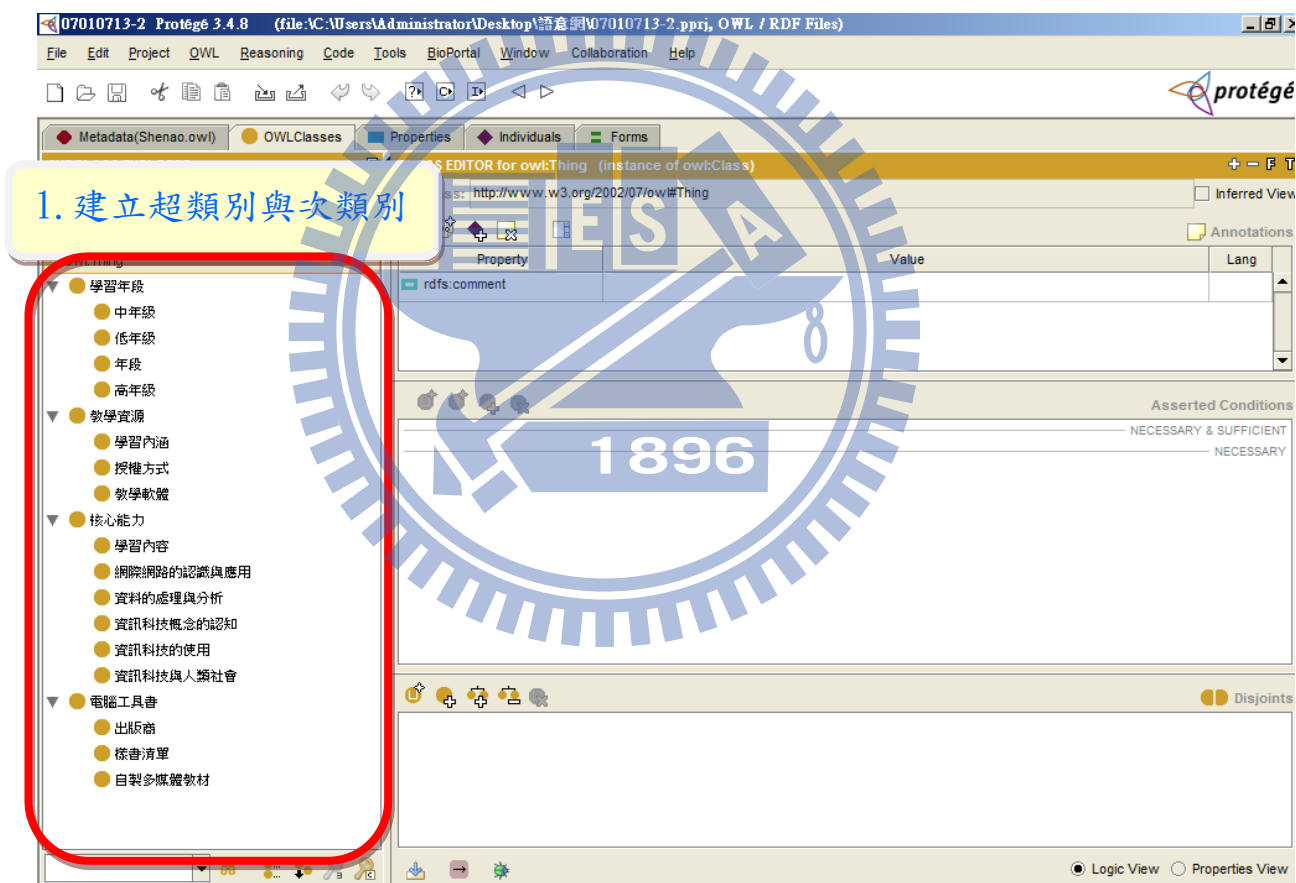 07010713-2 Protégé 3.4.8 (file:\C:\Users\Administrator\Desktop\語意網\07010713-2.pprj, OWL / RDF Files)
File Edit Project OWL Reasoning Code Tools BioPortal Window Collaboration Help
protégé
Metadata(Shenao.owl) OWLClasses Properties Individuals Forms
EDITOR for owl:Thing (instance of owl:Class)
http://www.w3.org/2002/07/owl#Thing Inferred View
1.建立超類別與次類別
Annotations
Property Value Lang
rdfs:comment
學習年段
中年級
低年級
年段
高年級
教學資源
學習內涵
授權方式
教學軟體
核心能力
學習內容
網際網路的認識與應用
資料的處理與分析
資訊科技概念的認知
資訊科技的使用
資訊科技與人類社會
電腦工具書
出版商
樣書清單
自製多媒體教材
Asserted Conditions
NECESSARY & SUFFICIENT
NECESSARY
Disjoints
Logic View Properties View
ESA
8
1896